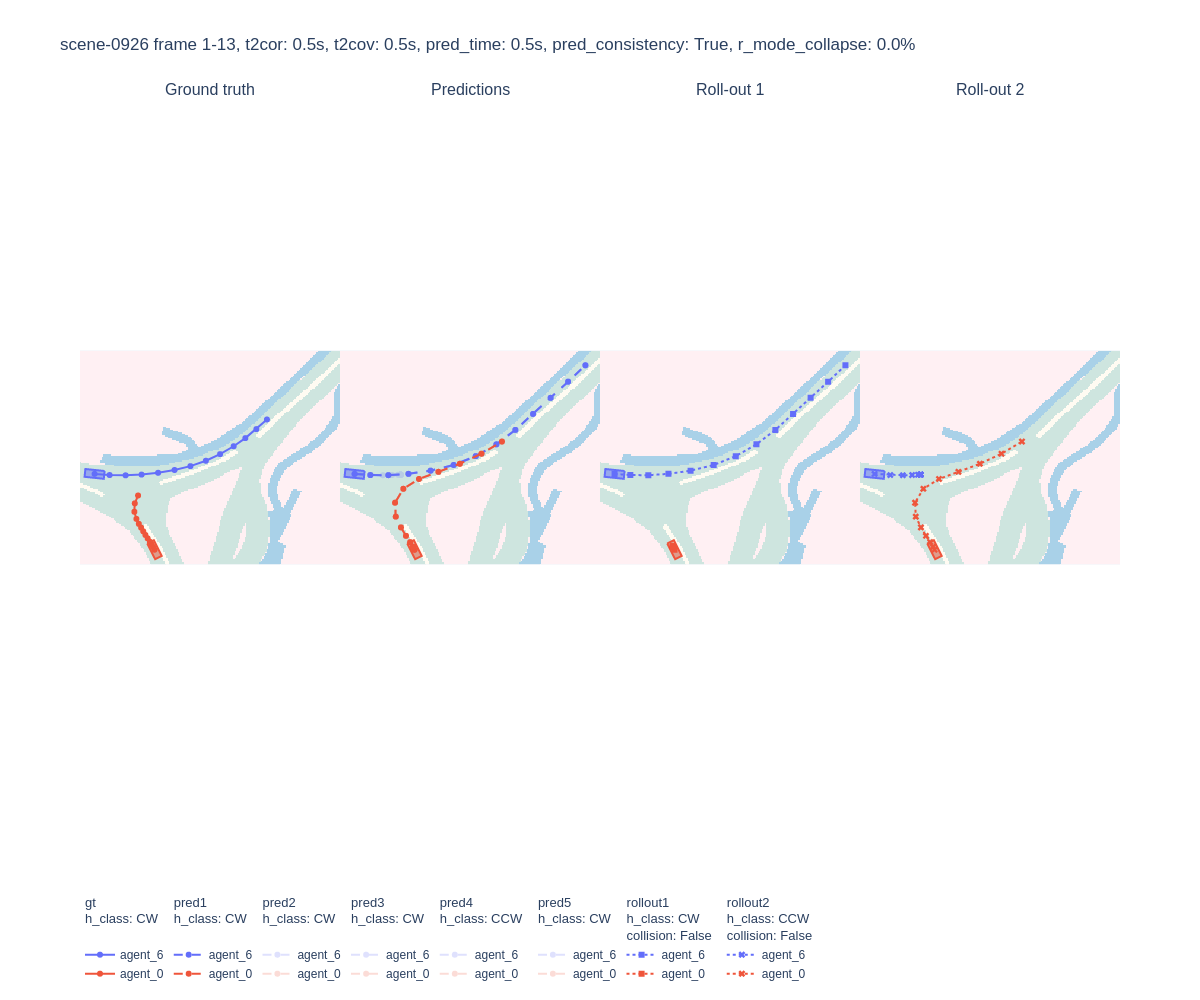 scene-0926 frame 1-13, t2cor: 0.5s, t2cov: 0.5s, pred_time: 0.5s, pred_consistency: True, r_mode_collapse: 0.0%
Ground truth
Predictions
Roll-out 1
Roll-out 2
gt
h_class: CW
agent_6
agent_0
pred1
h_class: CW
agent_6
agent_0
pred2
h_class: CW
agent_6
agent_0
pred3
h_class: CW
agent_6
agent_0
pred4
h_class: CCW
agent_6
agent_0
pred5
h_class: CW
agent_6
agent_0
rollout1
h_class: CW
collision: False
agent_6
agent_0
rollout2
h_class: CCW
collision: False
agent_6
agent_0